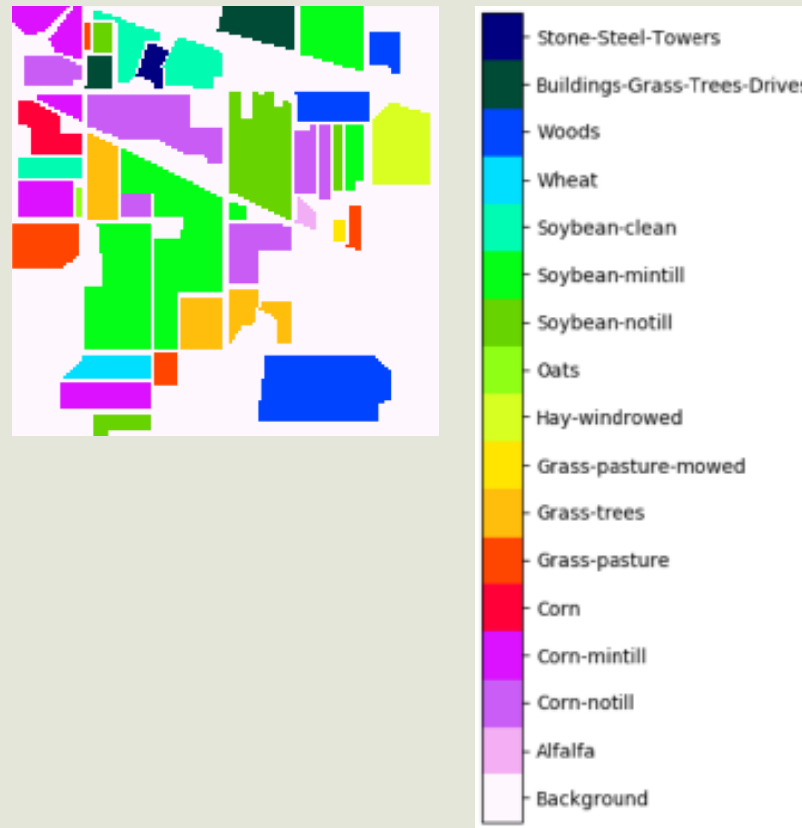 Stone-Steel-Towers
Buildings-Grass-Trees-Drives
Woods
Wheat
Soybean-clean
Soybean-mintill
Soybean-notill
Oats
Hay-windrowed
Grass-pasture-mowed
Grass-trees
Grass-pasture
Corn
Corn-mintill
Corn-notill
Alfalfa
Background